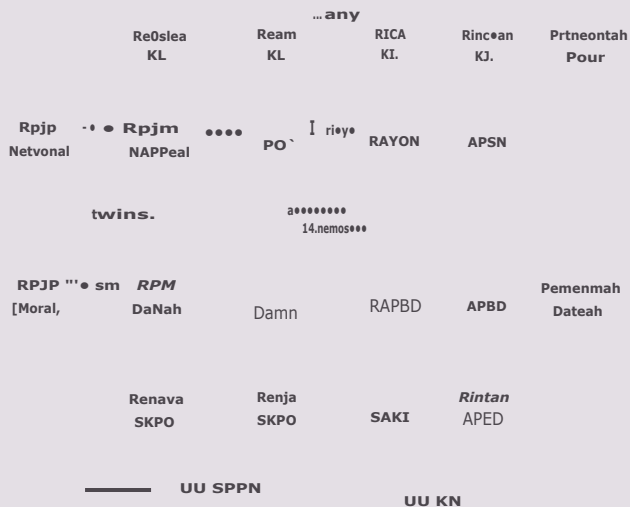 ...any
Re0slea Ream RICA Rinc•an Prtneontah
KL KL KI. KJ. Pour
Rpjp -• • Rpjm •••• PO` I ri•y• RAYON APSN
Netvonal NAPPeal
twins. a••••••••
14.nemos•••
RPJP "'• sm RPM Pemenmah
[Moral, DaNah Damn RAPBD APBD Dateah
Renava Renja Rintan
SKPO SKPO SAKI APED
UU SPPN
UU KN